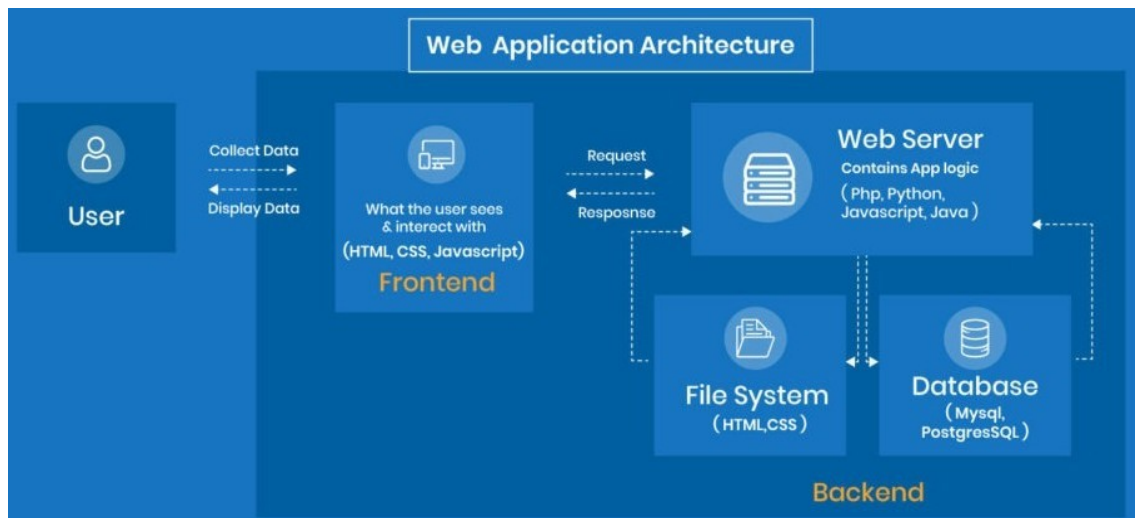 Web Application Architecture
User
Collect Data
Display Data
What the user sees
& interect with
(HTML, CSS, Javascript)
Frontend
Request
Resposnse
Web Server
Contains App logic
( Php, Python,
Javascript, Java )
File System
( HTML,CSS )
Database
( Mysql,
PostgresSQL )
Backend